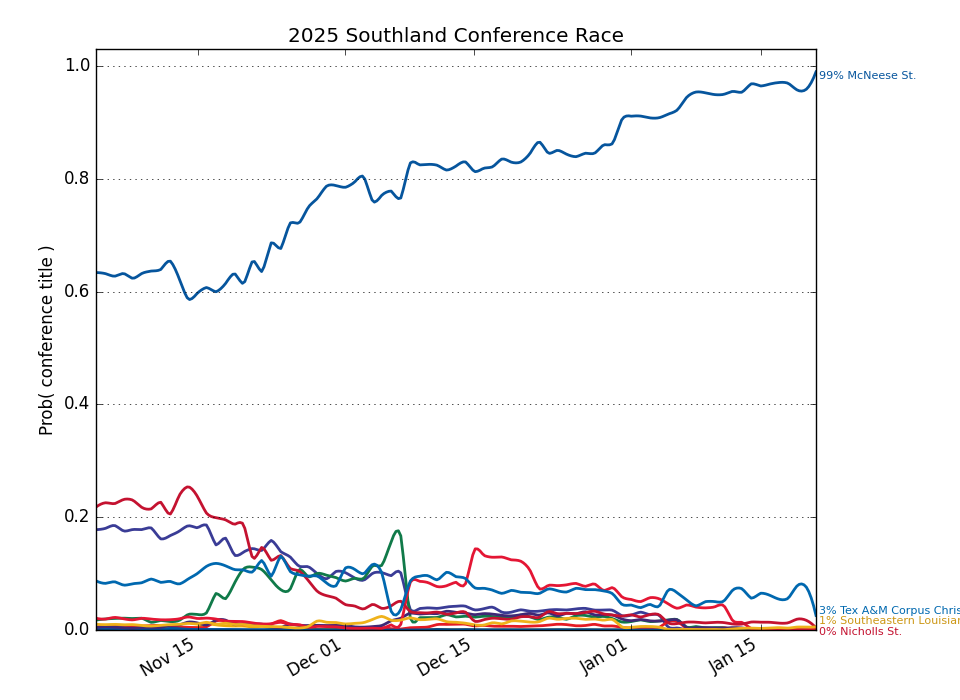 2025 Southland Conference Race
Prob( conference title )
1.0
0.8
0.6
0.4
0.2
0.0
Nov 15
Dec 01
Dec 15
Jan 01
Jan 15
99% McNeese St.
3% Tex A&M Corpus Chris
1% Southeastern Louisian
0% Nicholls St.